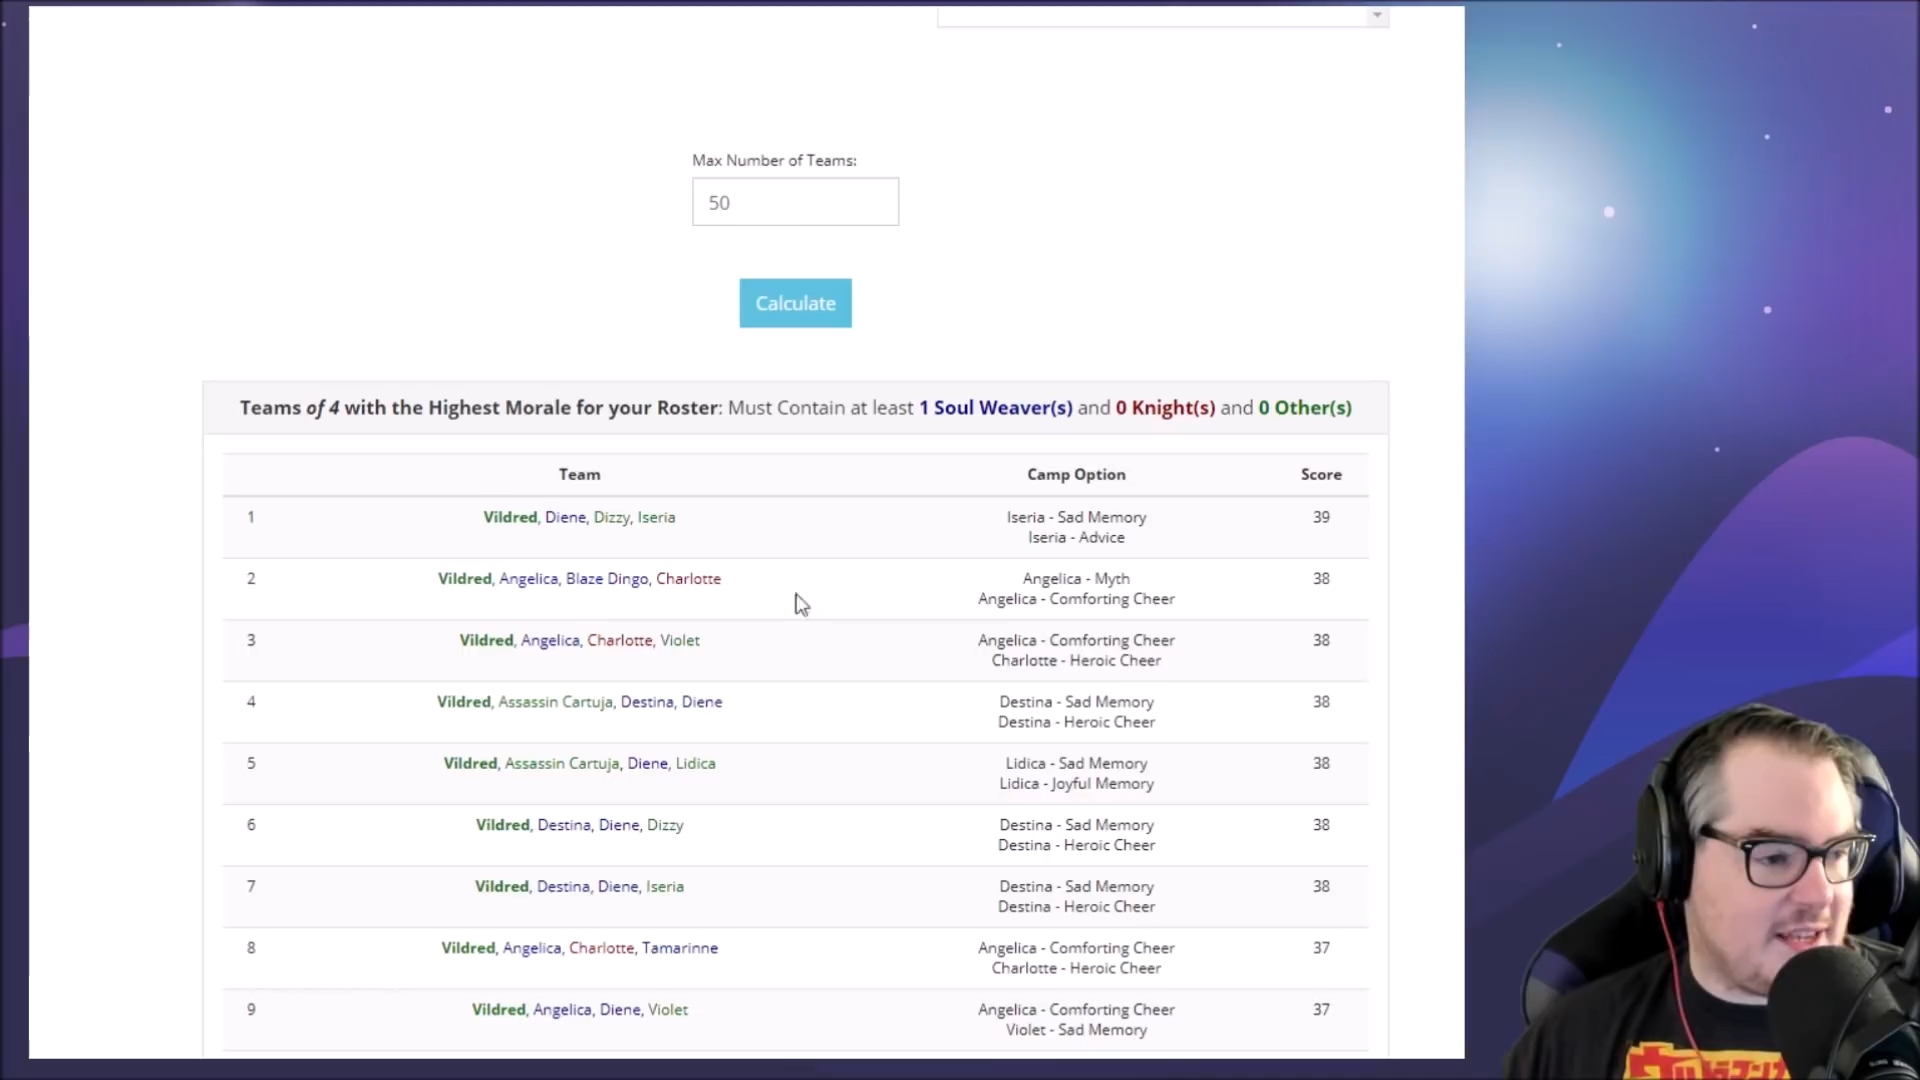 Max Number of Teams:
50
Calculate
Teams of 4 with the Highest Morale for your Roster: Must Contain at least 1 Soul Weaver(s) and 0 Knight(s) and 0 Other(s)
Team Camp Option Score
1 Vildred, Diene, Dizzy, Iseria Iseria - Sad Memory 39
Iseria - Advice
2 Vildred, Angelica, Blaze Dingo, Charlotte Angelica - Myth 38
Angelica - Comforting Cheer
3 Vildred, Angelica, Charlotte, Violet Angelica - Comforting Cheer 38
Charlotte - Heroic Cheer
4 Vildred, Assassin Cartuja, Destina, Diene Destina - Sad Memory 38
Destina - Heroic Cheer
5 Vildred, Assassin Cartuja, Diene, Lidica Lidica - Sad Memory 38
Lidica - Joyful Memory
6 Vildred, Destina, Diene, Dizzy Destina - Sad Memory 38
Destina - Heroic Cheer
7 Vildred, Destina, Diene, Iseria Destina - Sad Memory 38
Destina - Heroic Cheer
8 Vildred, Angelica, Charlotte, Tamarinne Angelica - Comforting Cheer 37
Charlotte - Heroic Cheer
9 Vildred, Angelica, Diene, Violet Angelica - Comforting Cheer 37
Violet - Sad Memory